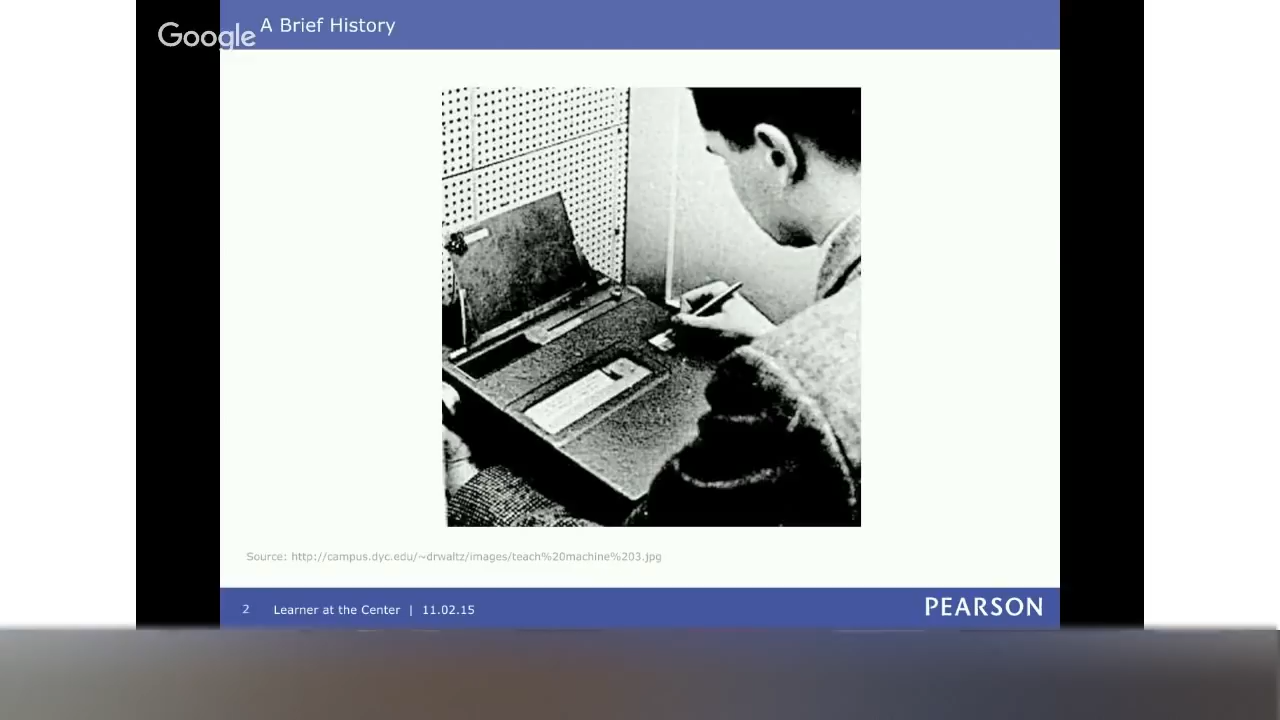 Google
A Brief History
Source: http://campus.dyc.edu/~drwaltz/images/teach%20machine%203.jpg
2 Learner at the Center | 11.02.15
PEARSON